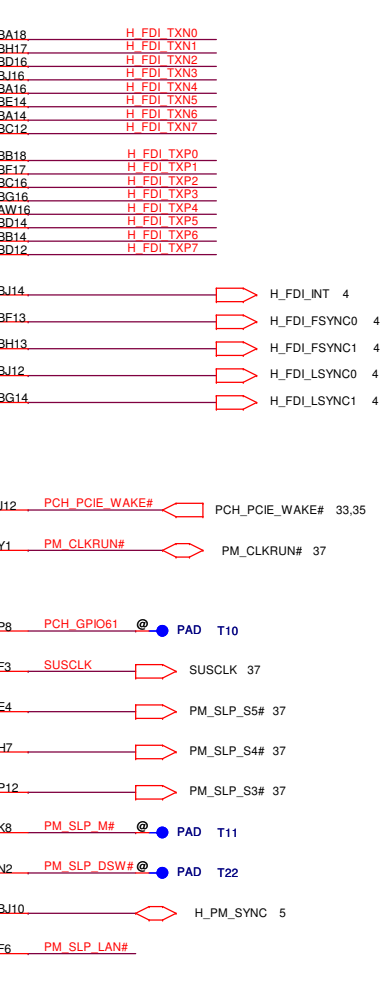 BA18 H_FDI_TXN0
BH17 H_FDI_TXN1
BD16 H_FDI_TXN2
BJ16 H_FDI_TXN3
BA16 H_FDI_TXN4
BE14 H_FDI_TXN5
BA14 H_FDI_TXN6
BC12 H_FDI_TXN7
BB18 H_FDI_TXP0
BF17 H_FDI_TXP1
BC16 H_FDI_TXP2
BG16 H_FDI_TXP3
AW16 H_FDI_TXP4
BD14 H_FDI_TXP5
BB14 H_FDI_TXP6
BD12 H_FDI_TXP7
BJ14 H_FDI_INT 4
BF13 H_FDI_FSYNC0 4
BH13 H_FDI_FSYNC1 4
BJ12 H_FDI_LSYNC0 4
BG14 H_FDI_LSYNC1 4
J12 PCH_PCIE_WAKE# PCH_PCIE_WAKE# 33,35
Y1 PM_CLKRUN# PM_CLKRUN# 37
P8 PCH_GPIO61 @ PAD T10
F3 SUSCLK SUSCLK 37
E4 PM_SLP_S5# 37
H7 PM_SLP_S4# 37
P12 PM_SLP_S3# 37
K8 PM_SLP_M# @ PAD T11
N2 PM_SLP_DSW# @ PAD T22
BJ10 H_PM_SYNC 5
F6 PM_SLP_LAN#